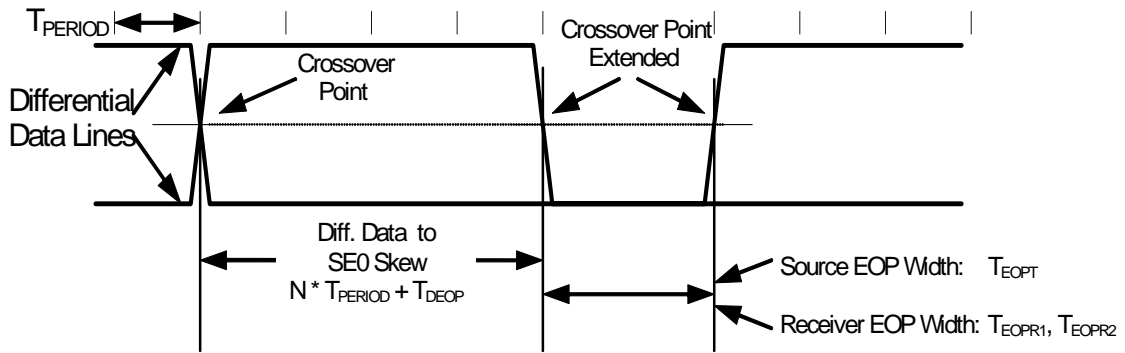 TPERIOD
Differential
Data Lines
Crossover
Point
Crossover Point
Extended
Diff. Data to
SE0 Skew
N * TPERIOD + TDEOP
Source EOP Width: TEOPT
Receiver EOP Width: TEOPR1, TEOPR2